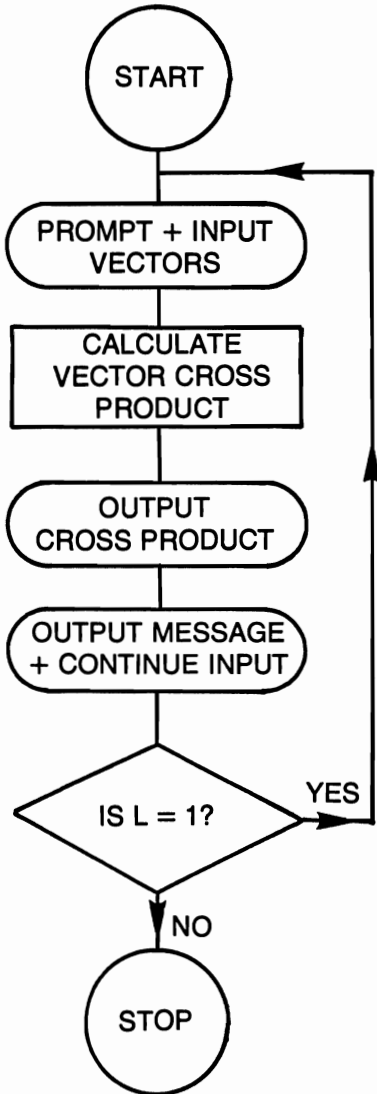 START
PROMPT + INPUT
VECTORS
CALCULATE
VECTOR CROSS
PRODUCT
OUTPUT
CROSS PRODUCT
OUTPUT MESSAGE
+ CONTINUE INPUT
IS L = 1?
YES
NO
STOP